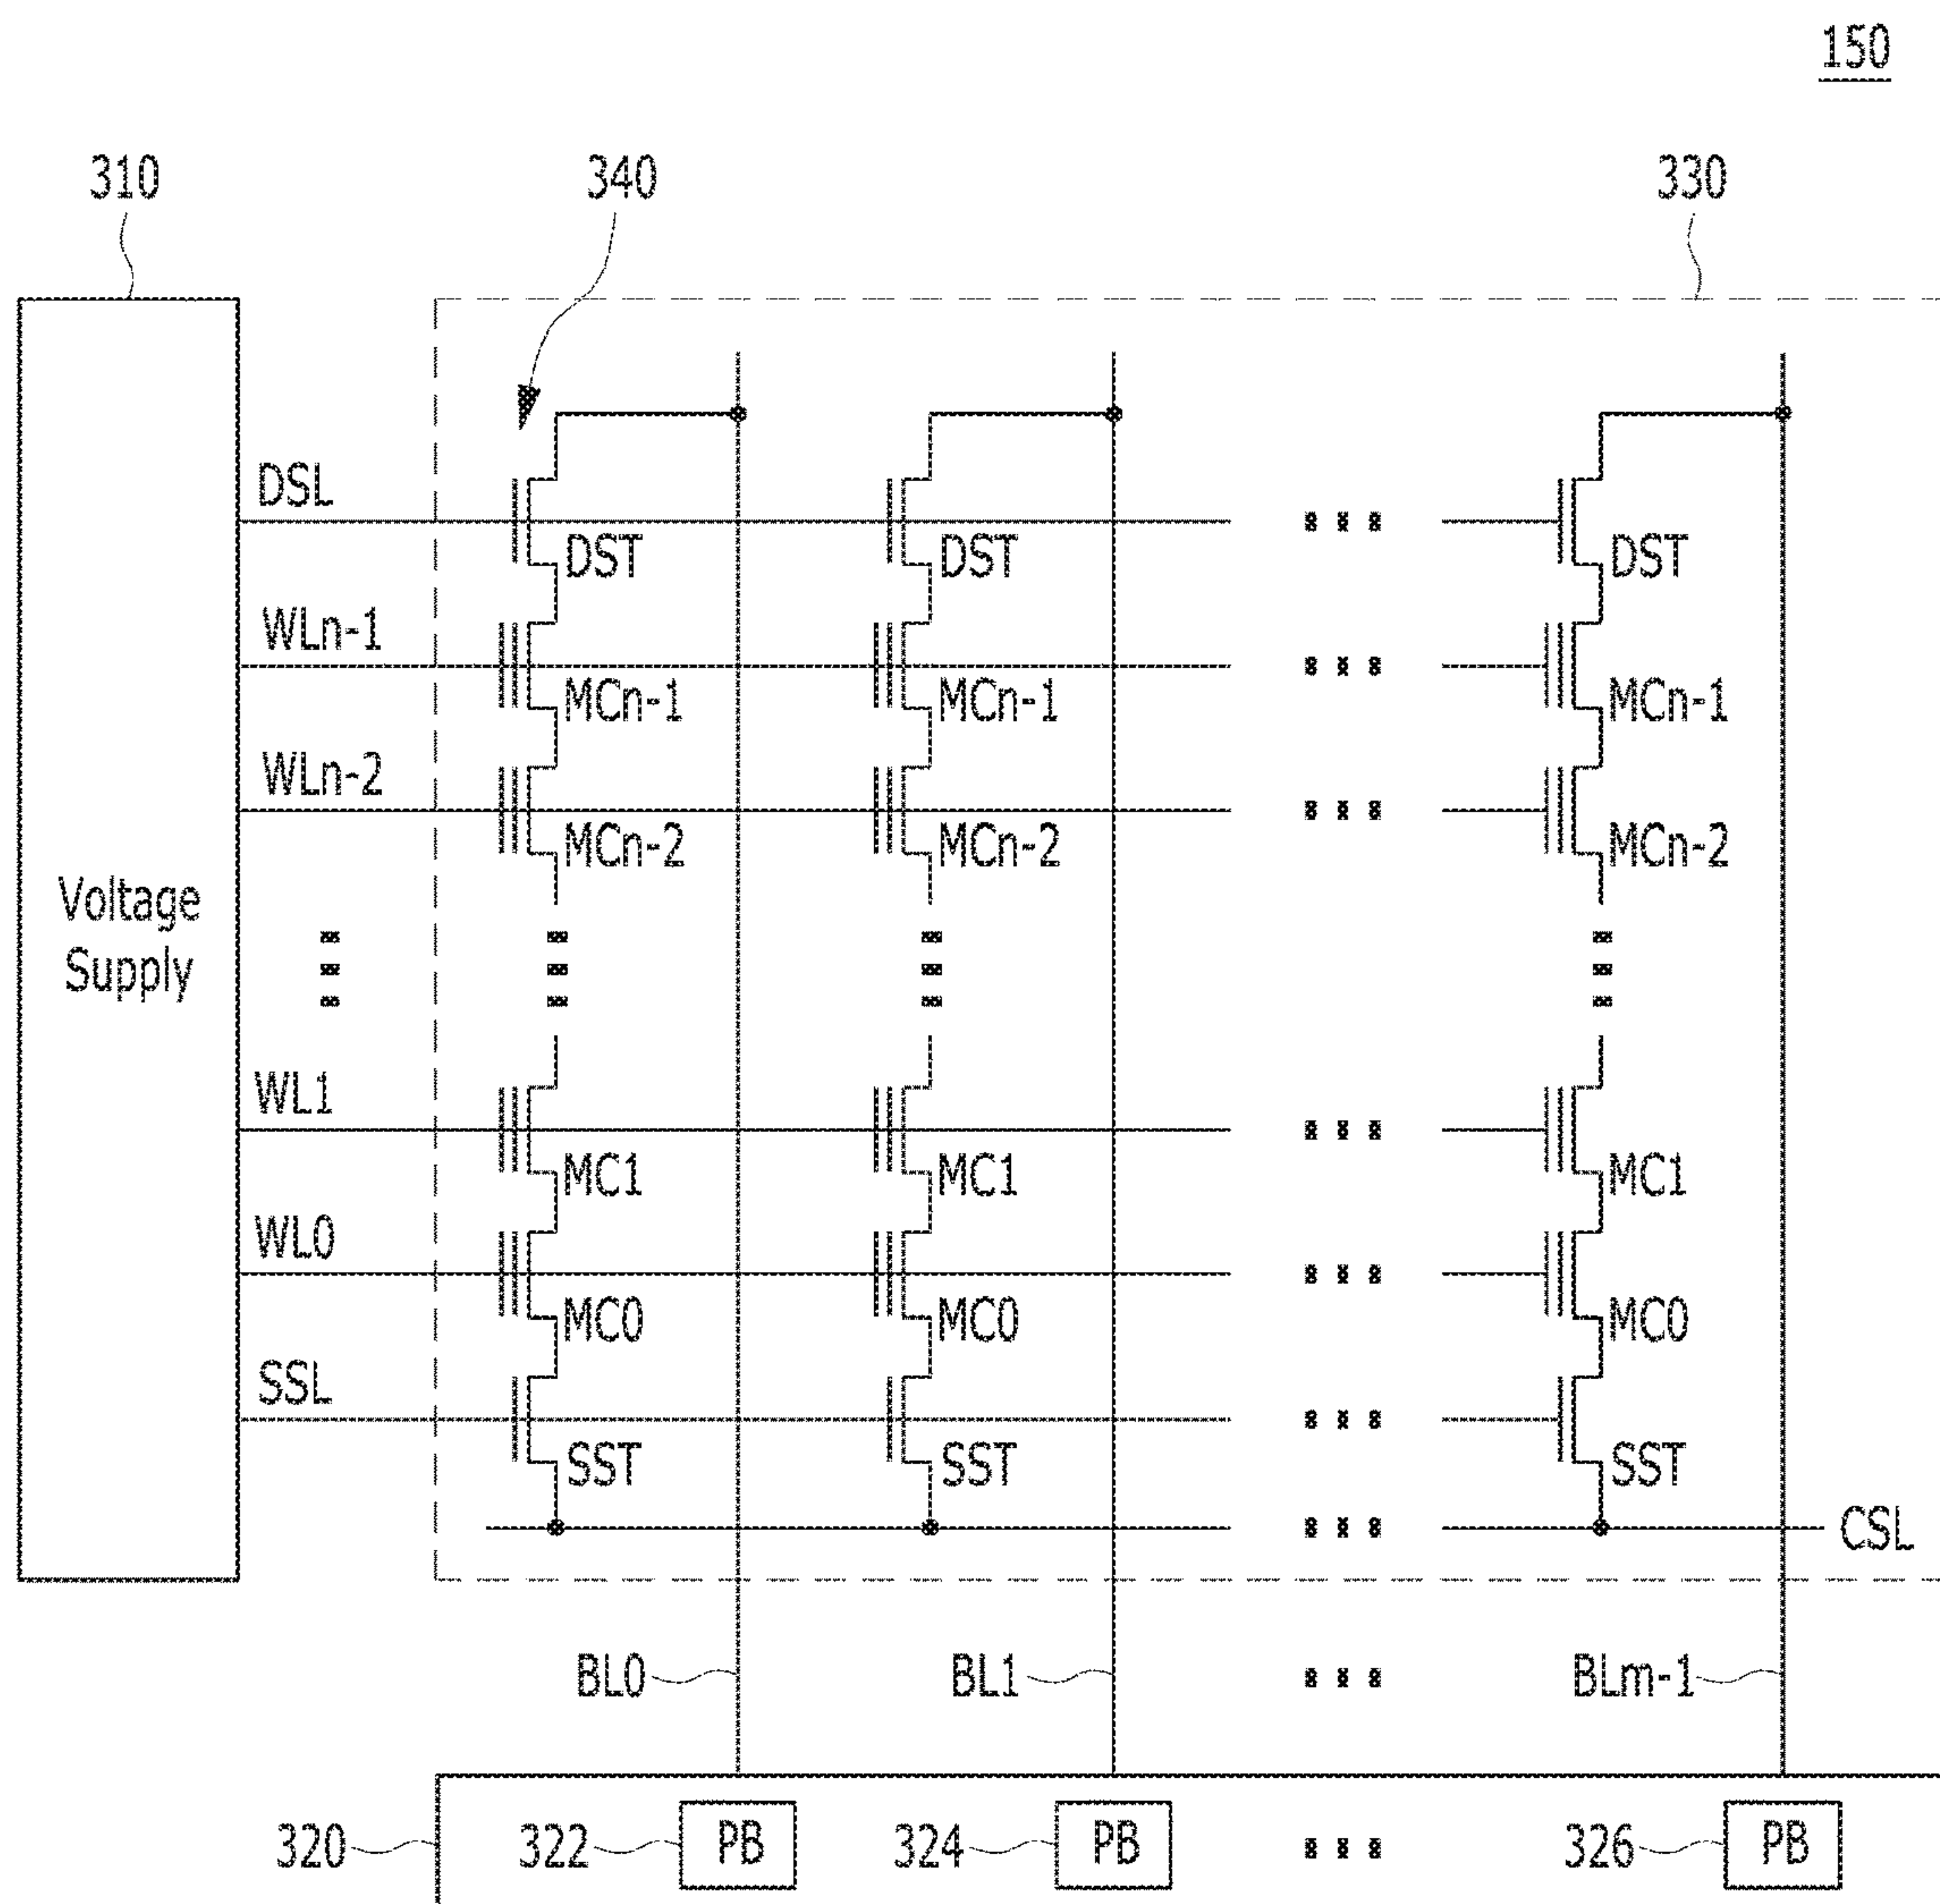 150
310
340
330
DSL
DST
DST
DST
WLn-1
MCn-1
MCn-1
MCn-1
WLn-2
MCn-2
MCn-2
MCn-2
Voltage
Supply
WL1
MC1
MC1
MC1
WL0
MC0
MC0
MC0
SSL
SST
SST
SST
CSL
BL0
BL1
BLm-1
320
322
PB
324
PB
326
PB